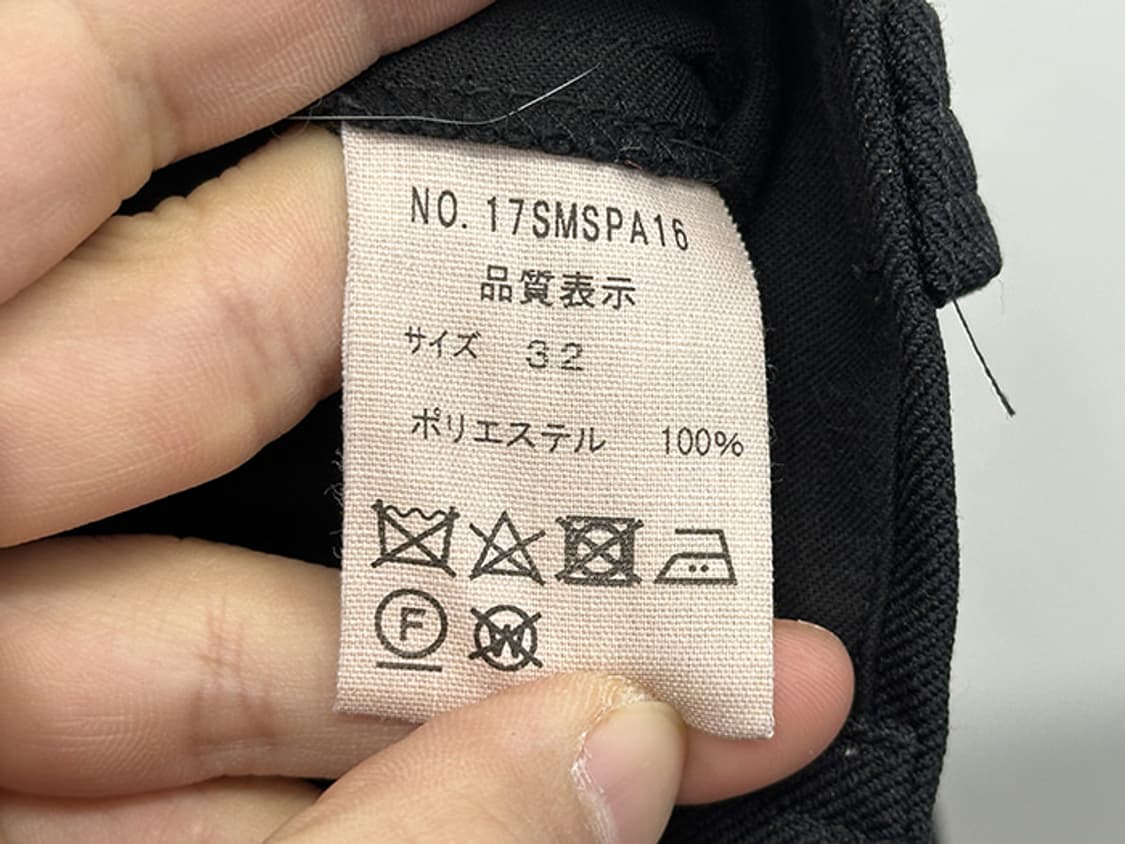 NO. 17SMSPA16
品質表示
サイズ 32
ポリエステル 100%
F
W